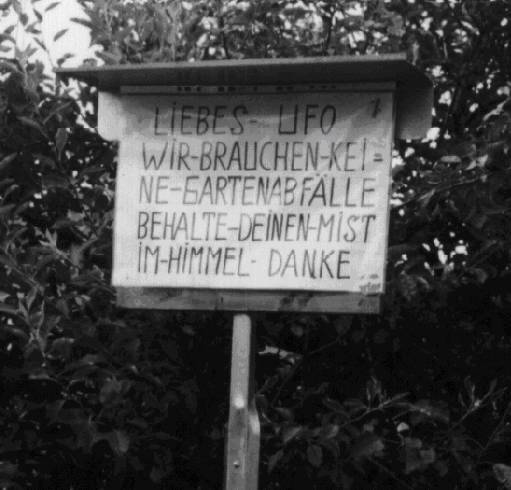 LIEBES- UFO
WIR-BRAUCHEN-KEI=
NE-GARTENABFÄLLE
BEHALTE-DEINEN-MIST
IM-HIMMEL- DANKE